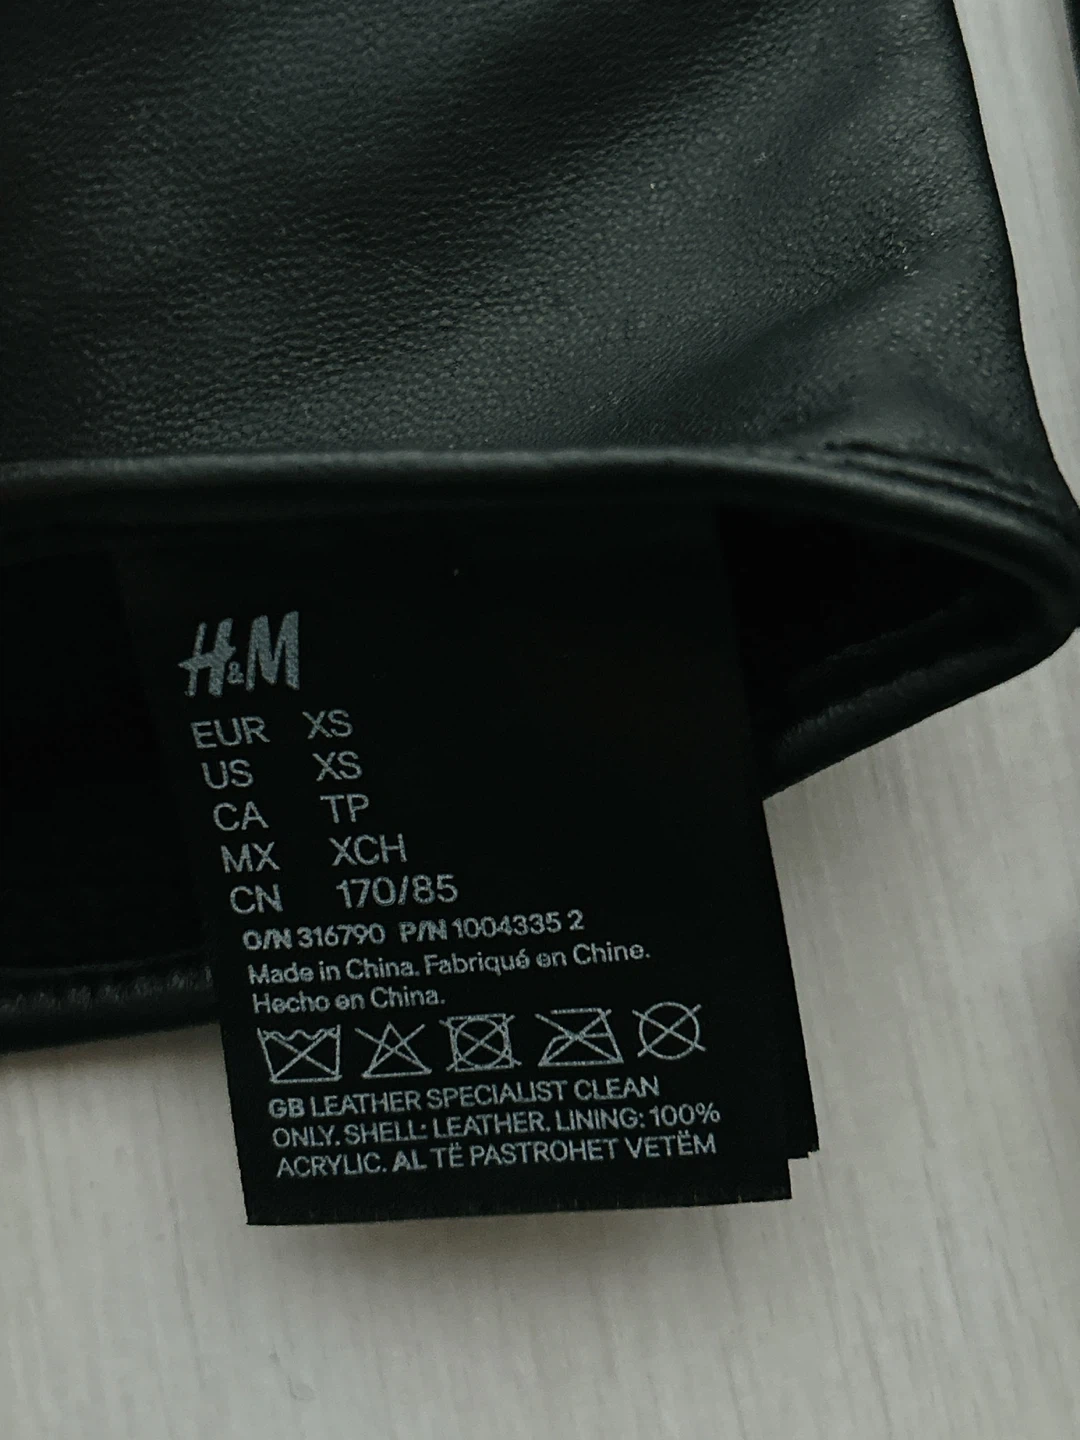 H&M
EUR XS
US XS
CA TP
MX XCH
CN 170/85
O/N 316790 P/N 1004335 2
Made in China. Fabriqué en Chine.
Hecho en China.
GB LEATHER SPECIALIST CLEAN
ONLY. SHELL: LEATHER. LINING: 100%
ACRYLIC. AL TË PASTROHET VETËM